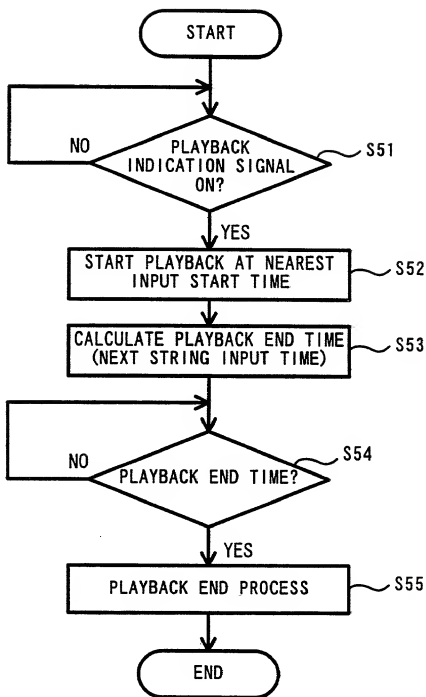 START
NO
PLAYBACK
INDICATION SIGNAL
ON?
S51
YES
START PLAYBACK AT NEAREST
INPUT START TIME
S52
CALCULATE PLAYBACK END TIME
(NEXT STRING INPUT TIME)
S53
NO
PLAYBACK END TIME?
S54
YES
PLAYBACK END PROCESS
S55
END